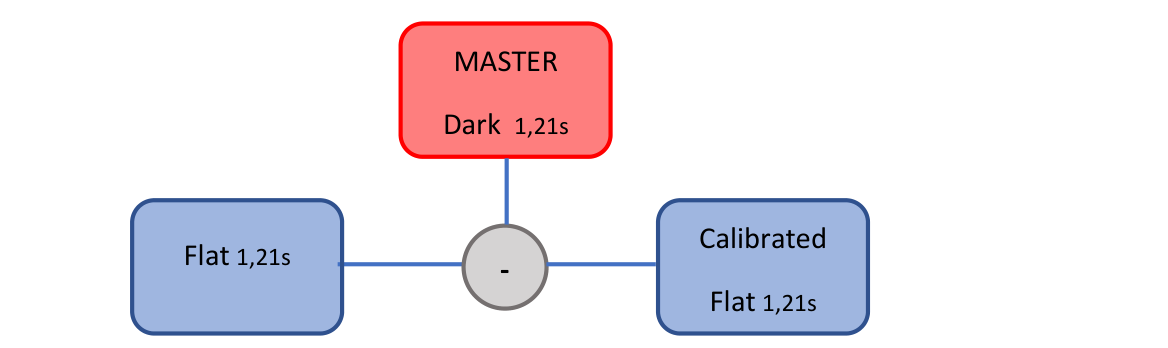 MASTER
Dark 1,21s
Flat 1,21s
-
Calibrated
Flat 1,21s